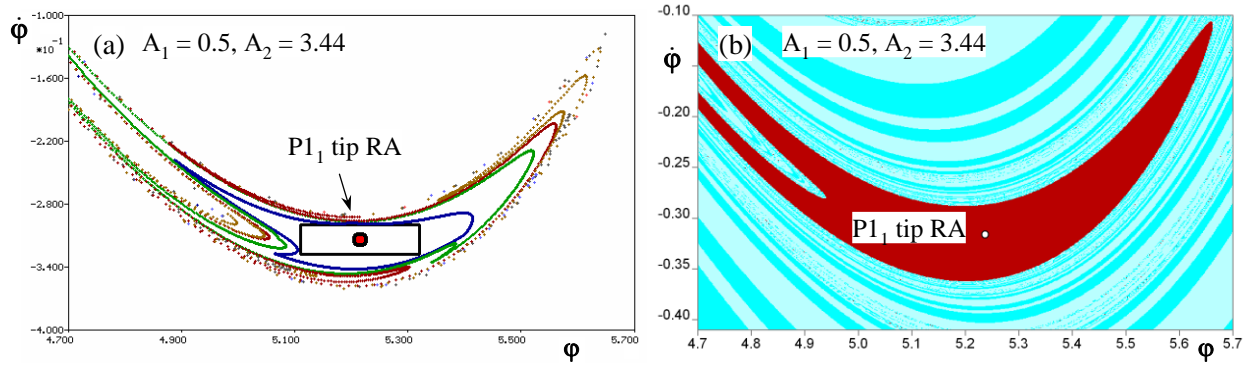 φ̇
-1.000
*10⁻¹
-1.600
-2.200
-2.800
-3.400
-4.000
(a) A₁ = 0.5, A₂ = 3.44
P1₁ tip RA
4.700 4.900 5.100 5.300 5.500 5.700
φ
φ̇
-0.10
-0.15
-0.20
-0.25
-0.30
-0.35
-0.40
(b) A₁ = 0.5, A₂ = 3.44
P1₁ tip RA
4.7 4.8 4.9 5.0 5.1 5.2 5.3 5.4 5.5 5.6 5.7
φ